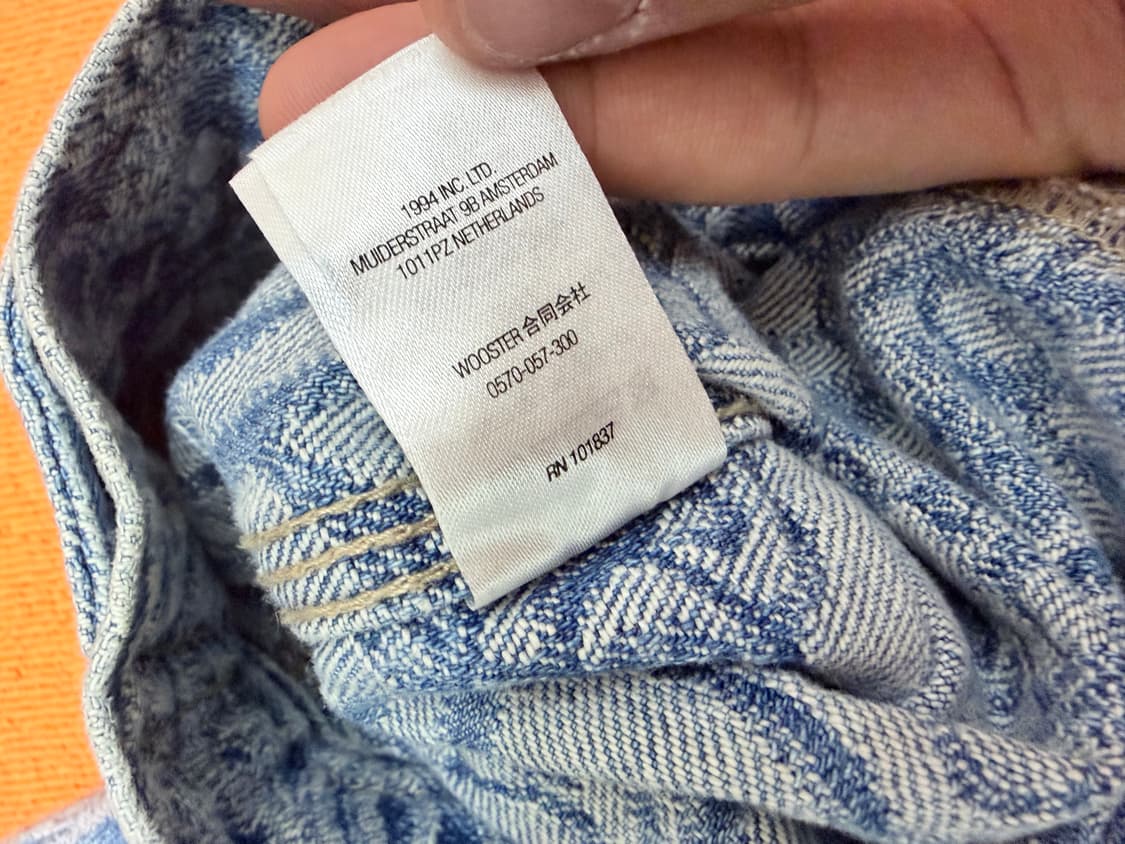 1994 INC. LTD.
MUIDERSTRAAT 9B AMSTERDAM
1011PZ NETHERLANDS
WOOSTER 合同会社
0570-057-300
RN 101837